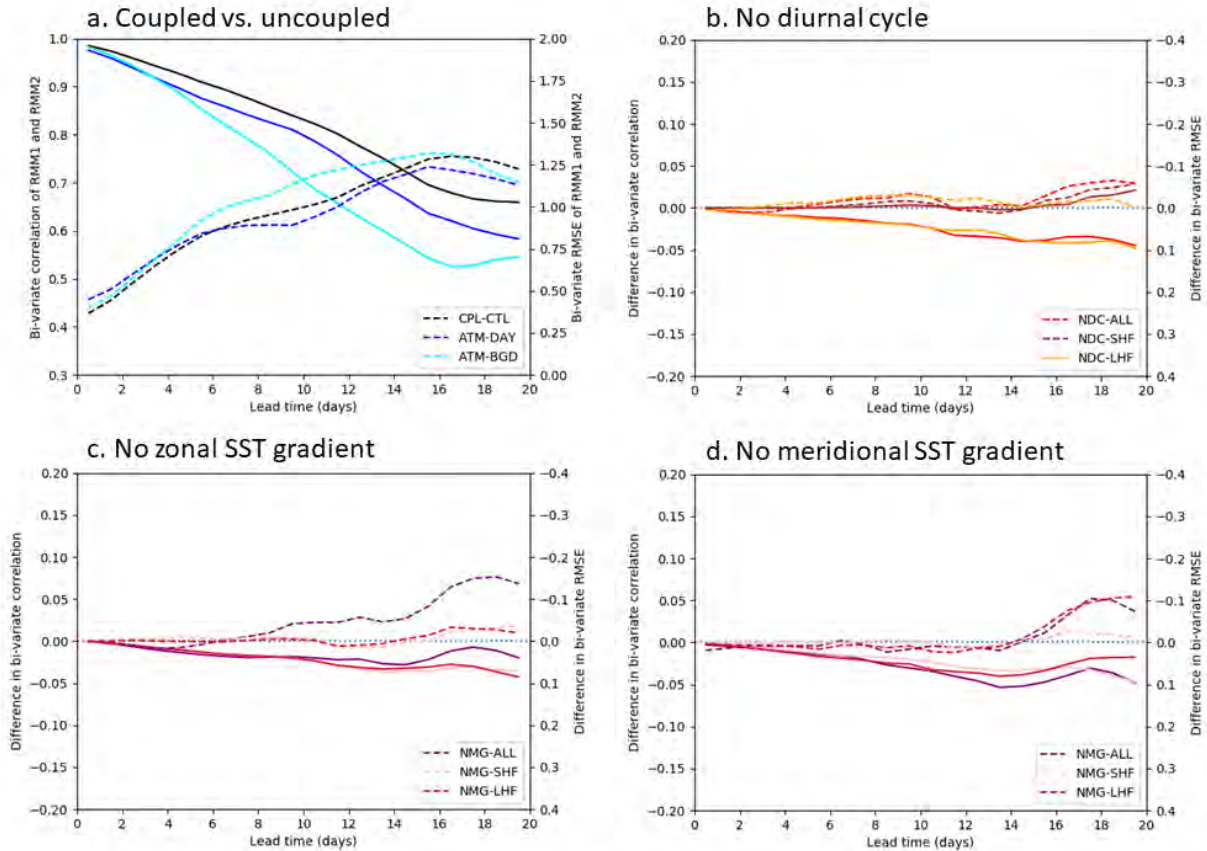 a. Coupled vs. uncoupled
1.0
0.9
0.8
0.7
0.6
0.5
0.4
0.3
Bi-variate correlation of RMM1 and RMM2
2.00
1.75
1.50
1.25
1.00
0.75
0.50
0.25
0.00
Bi-variate RMSE of RMM1 and RMM2
CPL-CTL
ATM-DAY
ATM-BGD
0 2 4 6 8 10 12 14 16 18 20
Lead time (days)
b. No diurnal cycle
0.20
0.15
0.10
0.05
0.00
−0.05
−0.10
−0.15
−0.20
Difference in bi-variate correlation
−0.4
−0.3
−0.2
−0.1
0.0
0.1
0.2
0.3
0.4
Difference in bi-variate RMSE
NDC-ALL
NDC-SHF
NDC-LHF
0 2 4 6 8 10 12 14 16 18 20
Lead time (days)
c. No zonal SST gradient
0.20
0.15
0.10
0.05
0.00
−0.05
−0.10
−0.15
−0.20
Difference in bi-variate correlation
−0.4
−0.3
−0.2
−0.1
0.0
0.1
0.2
0.3
0.4
Difference in bi-variate RMSE
NMG-ALL
NMG-SHF
NMG-LHF
0 2 4 6 8 10 12 14 16 18 20
Lead time (days)
d. No meridional SST gradient
0.20
0.15
0.10
0.05
0.00
−0.05
−0.10
−0.15
−0.20
Difference in bi-variate correlation
−0.4
−0.3
−0.2
−0.1
0.0
0.1
0.2
0.3
0.4
Difference in bi-variate RMSE
NMG-ALL
NMG-SHF
NMG-LHF
0 2 4 6 8 10 12 14 16 18 20
Lead time (days)